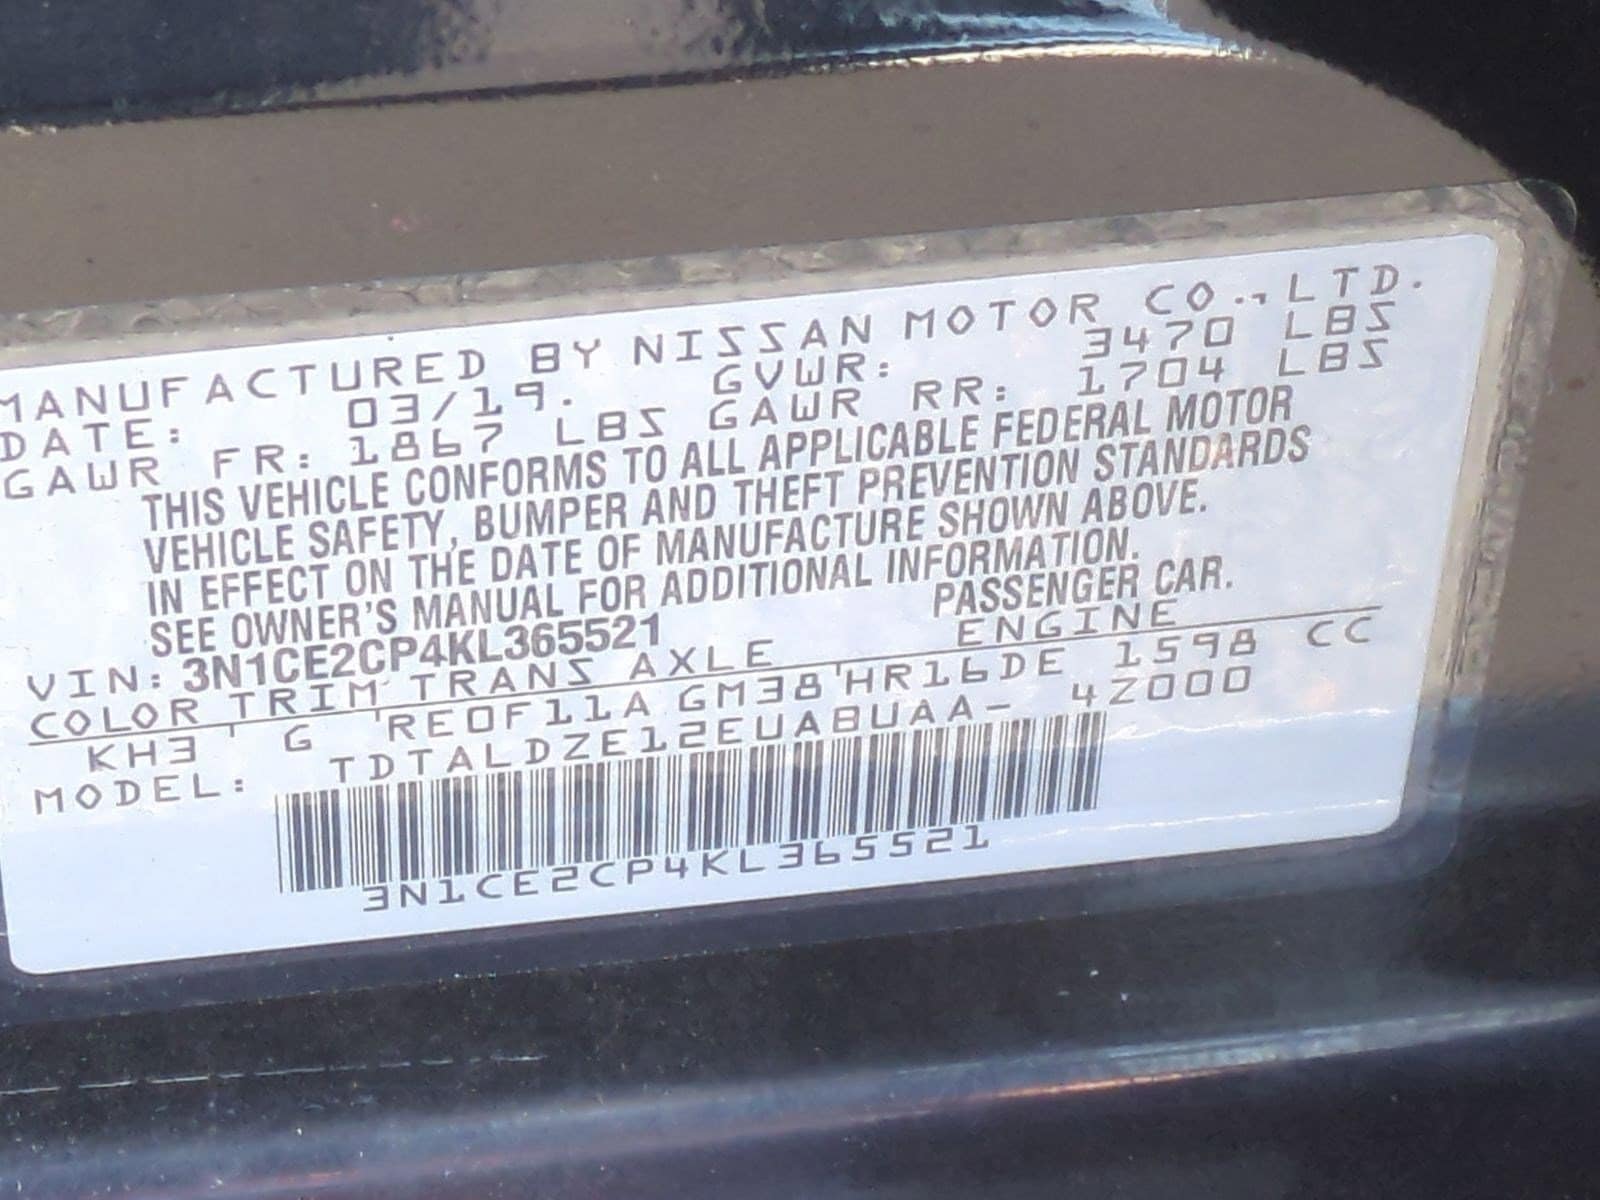 MANUFACTURED BY NISSAN MOTOR CO., LTD.
DATE: 03/19. GVWR: 3470 LBS
GAWR FR: 1867 LBS GAWR RR: 1704 LBS
THIS VEHICLE CONFORMS TO ALL APPLICABLE FEDERAL MOTOR
VEHICLE SAFETY, BUMPER AND THEFT PREVENTION STANDARDS
IN EFFECT ON THE DATE OF MANUFACTURE SHOWN ABOVE.
SEE OWNER'S MANUAL FOR ADDITIONAL INFORMATION.
VIN: 3N1CE2CP4KL365521 PASSENGER CAR.
COLOR TRIM TRANS AXLE ENGINE
KH3 G RE0F11A GM38 HR16DE 1598 CC
MODEL: TDTALDZE12EUABUAA- 4Z000
3N1CE2CP4KL365521